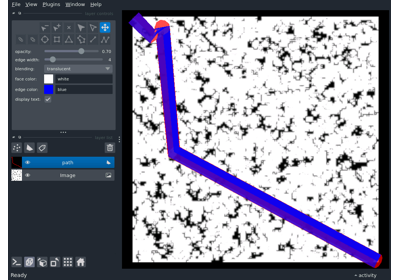 File View Plugins Window Help
opacity: 0.70
edge width: 4
blending: translucent
face color: white
edge color: blue
display text: ✓
path
Image
Ready
activity